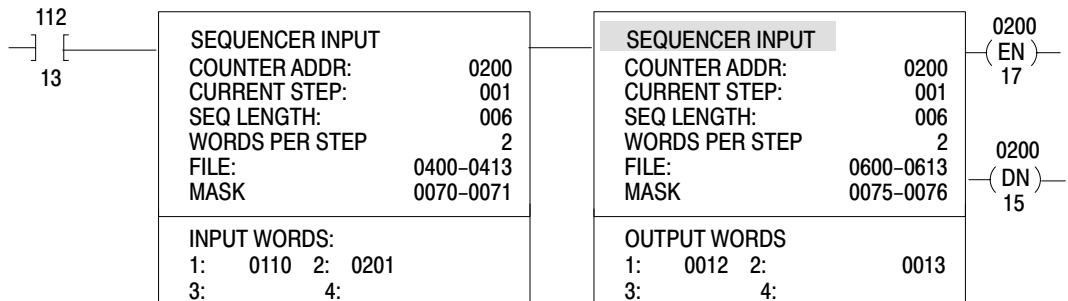 112
13
SEQUENCER INPUT
COUNTER ADDR: 0200
CURRENT STEP: 001
SEQ LENGTH: 006
WORDS PER STEP 2
FILE: 0400–0413
MASK 0070–0071
INPUT WORDS:
1: 0110 2: 0201
3: 4:
SEQUENCER INPUT
COUNTER ADDR: 0200
CURRENT STEP: 001
SEQ LENGTH: 006
WORDS PER STEP 2
FILE: 0600–0613
MASK 0075–0076
OUTPUT WORDS
1: 0012 2: 0013
3: 4:
0200
EN
17
0200
DN
15